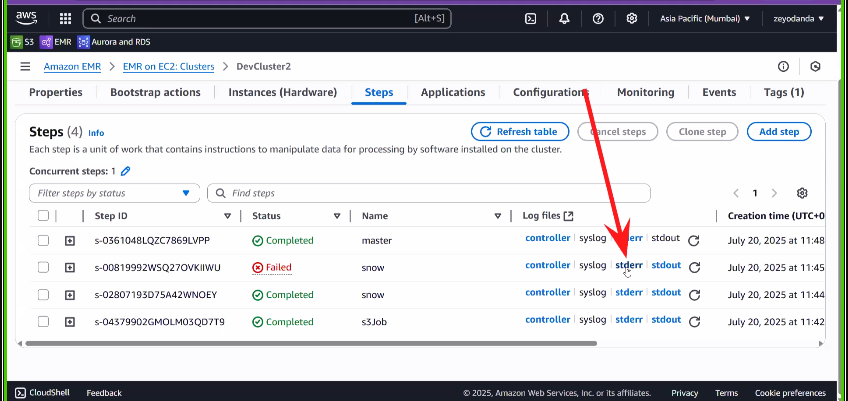 aws Search [Alt+S] Asia Pacific (Mumbai) zeyodanda
S3 EMR Aurora and RDS
Amazon EMR > EMR on EC2: Clusters > DevCluster2
Properties Bootstrap actions Instances (Hardware) Steps Applications Configurations Monitoring Events Tags (1)
Steps (4) Info Refresh table Cancel steps Clone step Add step
Each step is a unit of work that contains instructions to manipulate data for processing by software installed on the cluster.
Concurrent steps: 1
Filter steps by status Find steps 1
Step ID Status Name Log files Creation time (UTC+0
s-0361048LQZC7869LVPP Completed master controller syslog stderr stdout July 20, 2025 at 11:48
s-00819992WSQ27OVKIIWU Failed snow controller syslog stderr stdout July 20, 2025 at 11:45
s-02807193D75A42WNOEY Completed snow controller syslog stderr stdout July 20, 2025 at 11:44
s-04379902GMOLM03QD7T9 Completed s3Job controller syslog stderr stdout July 20, 2025 at 11:42
CloudShell Feedback © 2025, Amazon Web Services, Inc. or its affiliates. Privacy Terms Cookie preferences